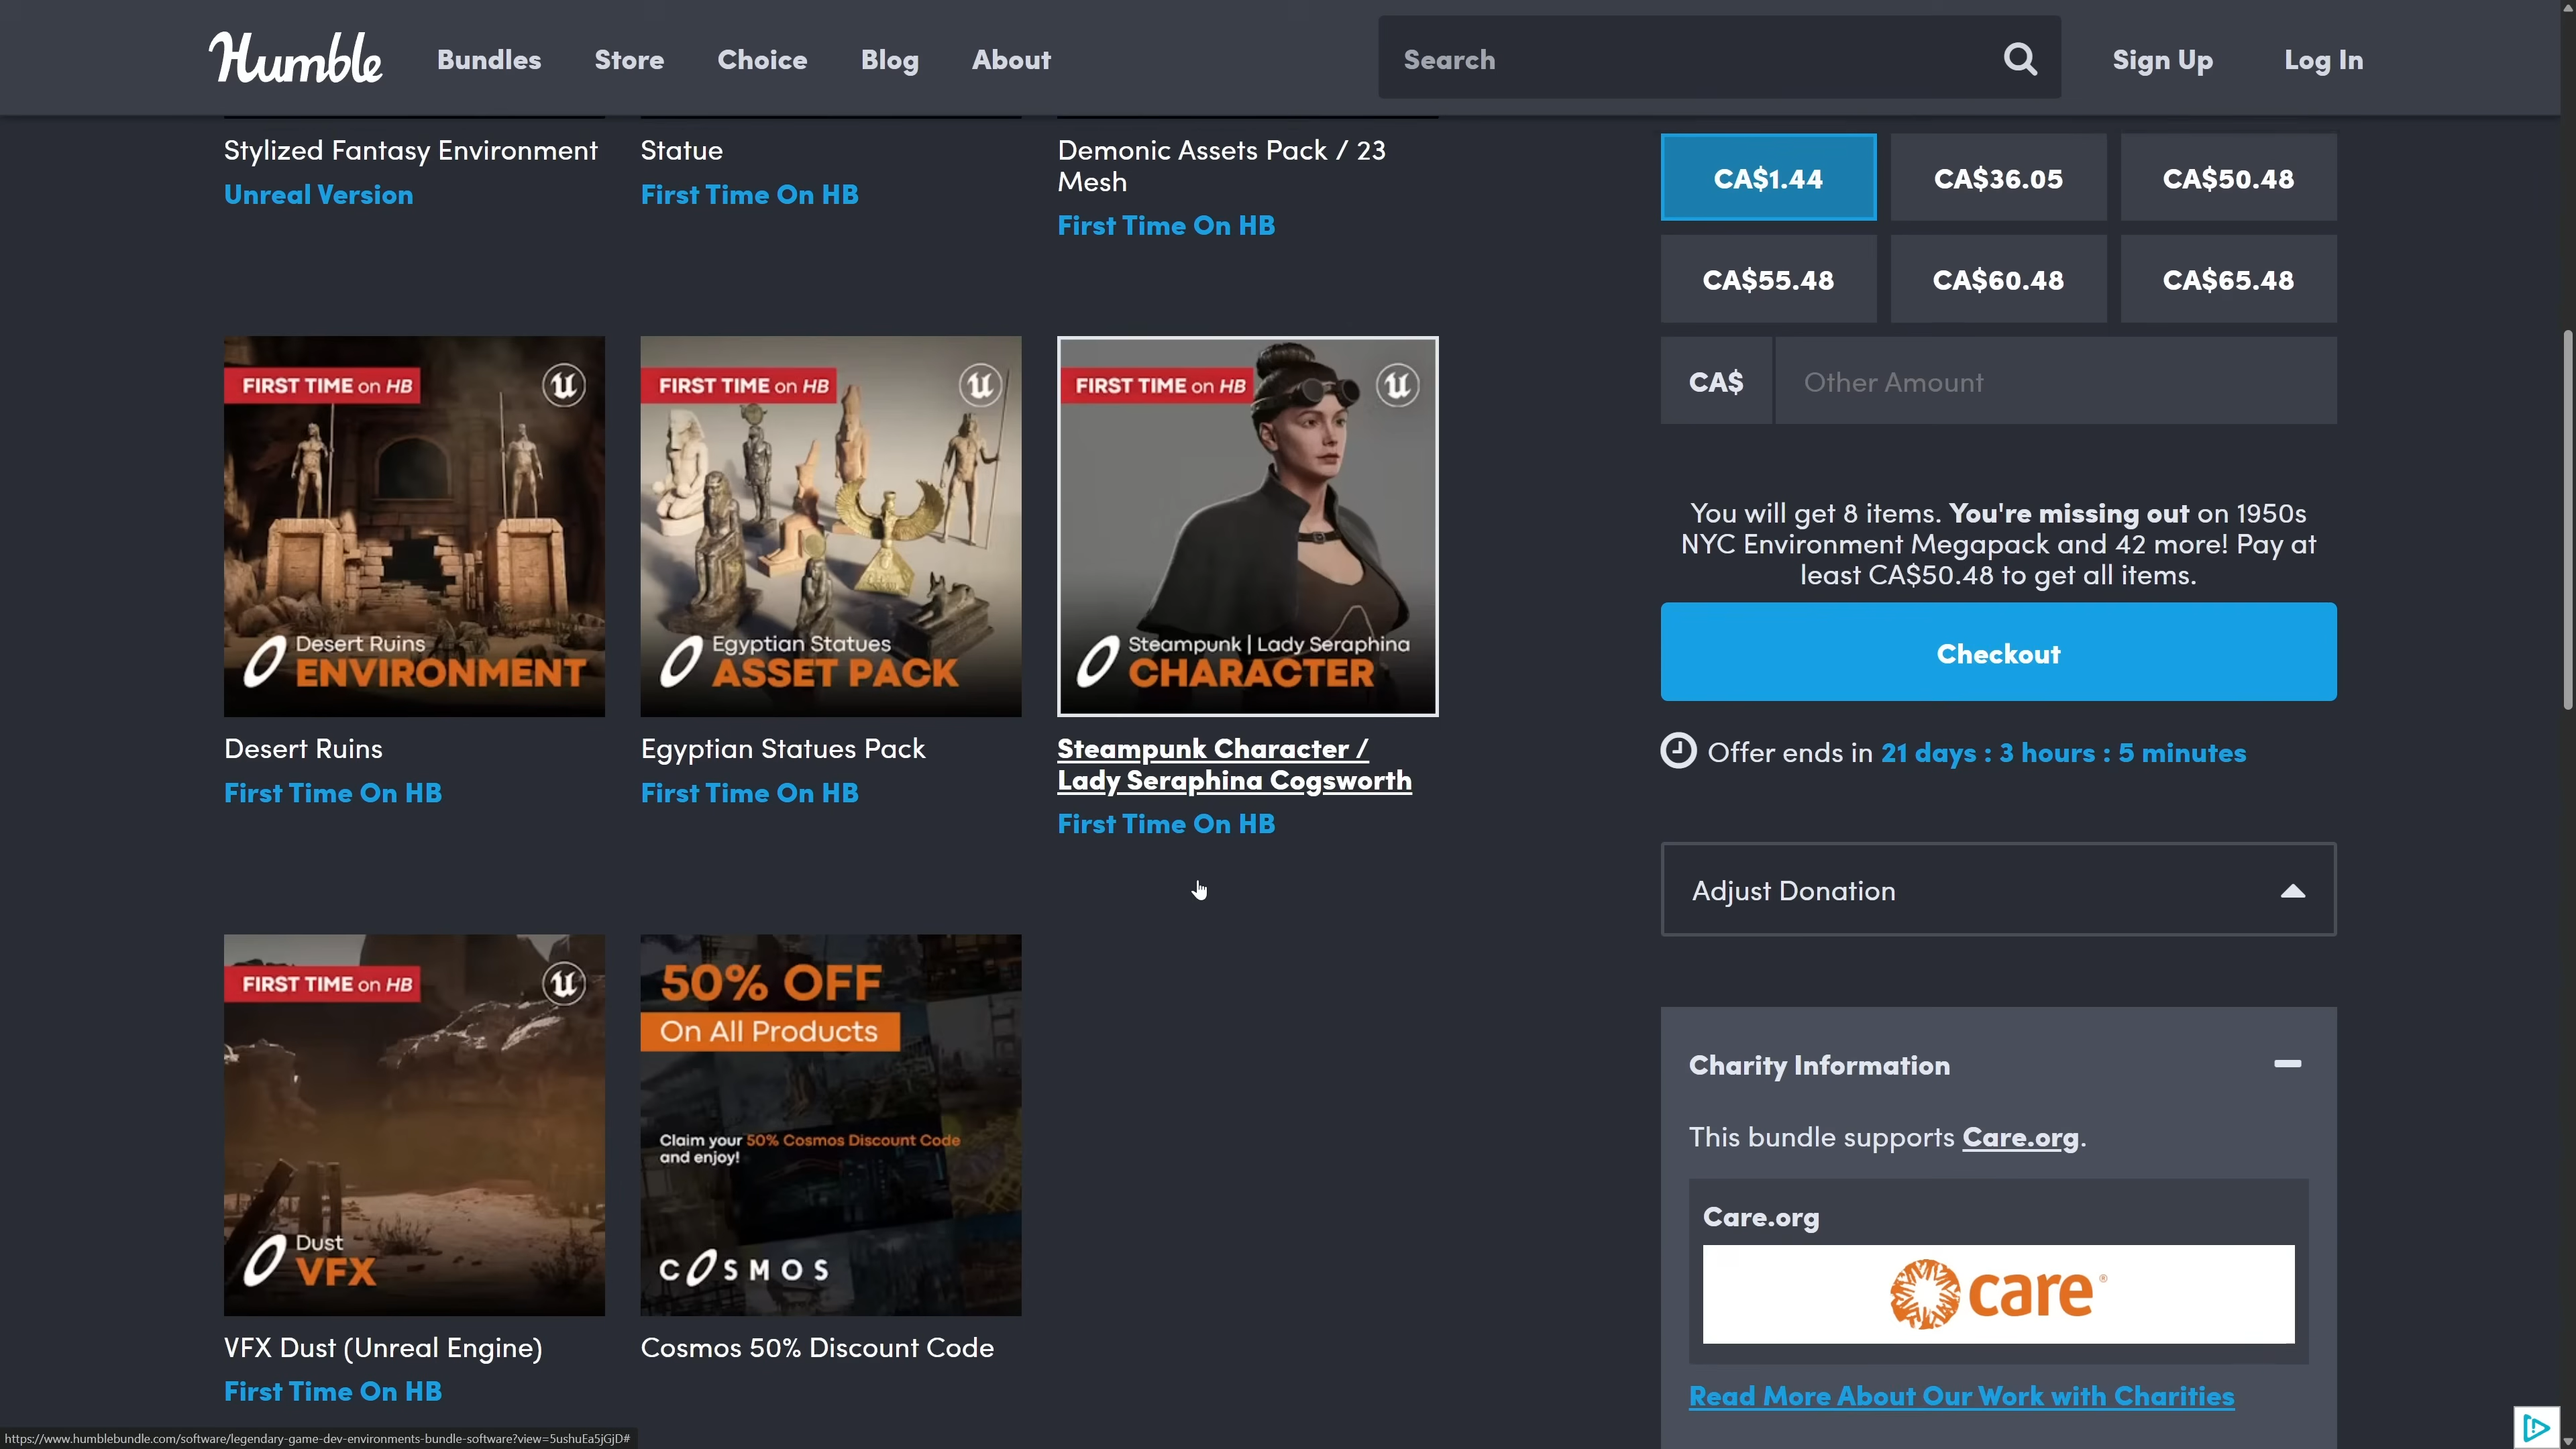 Humble
Bundles
Store
Choice
Blog
About
Search
Sign Up
Log In
Stylized Fantasy Environment
Unreal Version
Statue
First Time On HB
Demonic Assets Pack / 23
Mesh
First Time On HB
FIRST TIME on HB
Desert Ruins
ENVIRONMENT
Desert Ruins
First Time On HB
FIRST TIME on HB
Egyptian Statues
ASSET PACK
Egyptian Statues Pack
First Time On HB
FIRST TIME on HB
Steampunk | Lady Seraphina
CHARACTER
Steampunk Character /
Lady Seraphina Cogsworth
First Time On HB
FIRST TIME on HB
Dust
VFX
VFX Dust (Unreal Engine)
First Time On HB
50% OFF
On All Products
Claim your 50% Cosmos Discount Code
and enjoy!
COSMOS
Cosmos 50% Discount Code
CA$1.44
CA$36.05
CA$50.48
CA$55.48
CA$60.48
CA$65.48
CA$
Other Amount
You will get 8 items. You're missing out on 1950s
NYC Environment Megapack and 42 more! Pay at
least CA$50.48 to get all items.
Checkout
Offer ends in 21 days : 3 hours : 5 minutes
Adjust Donation
Charity Information
This bundle supports Care.org.
Care.org
care®
Read More About Our Work with Charities
https://www.humblebundle.com/software/legendary-game-dev-environments-bundle-software?view=5ushuEa5jGjD#